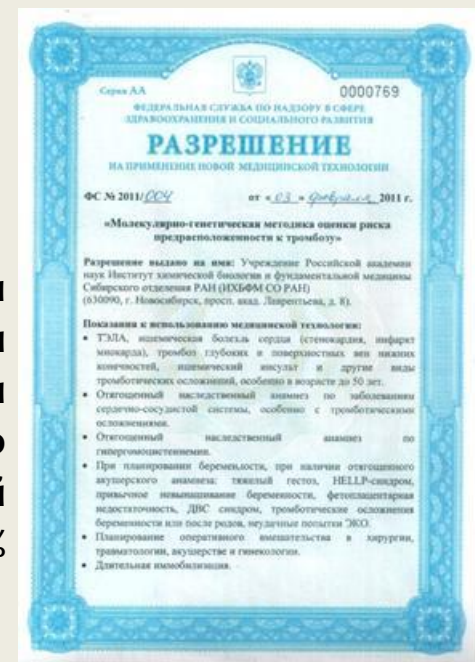 и
и
и
о
й
%
Серия АА
0000769
ФЕДЕРАЛЬНАЯ СЛУЖБА ПО НАДЗОРУ В СФЕРЕ
ЗДРАВООХРАНЕНИЯ И СОЦИАЛЬНОГО РАЗВИТИЯ
РАЗРЕШЕНИЕ
НА ПРИМЕНЕНИЕ НОВОЙ МЕДИЦИНСКОЙ ТЕХНОЛОГИИ
ФС № 2011/004 от « 03 » февраля 2011 г.
«Молекулярно-генетическая методика оценки риска
предрасположенности к тромбозу»
Разрешение выдано на имя: Учреждение Российской академии
наук Институт химической биологии и фундаментальной медицины
Сибирского отделения РАН (ИХБФМ СО РАН)
(630090, г. Новосибирск, просп. акад. Лаврентьева, д. 8).
Показания к использованию медицинской технологии:
• ТЭЛА, ишемическая болезнь сердца (стенокардия, инфаркт
миокарда), тромбоз глубоких и поверхностных вен нижних
конечностей, ишемический инсульт и другие виды
тромботических осложнений, особенно в возрасте до 50 лет.
• Отягощенный наследственный анамнез по заболеваниям
сердечно-сосудистой системы, особенно с тромботическими
осложнениями.
• Отягощенный наследственный анамнез по
гипергомоцистеинемии.
• При планировании беременности, при наличии отягощенного
акушерского анамнеза: тяжелый гестоз, HELLP-синдром,
привычное невынашивание беременности, фетоплацентарная
недостаточность, ДВС синдром, тромботические осложнения
беременности или после родов, неудачные попытки ЭКО.
• Планирование оперативного вмешательства в хирургии,
травматологии, акушерстве и гинекологии.
• Длительная иммобилизация.